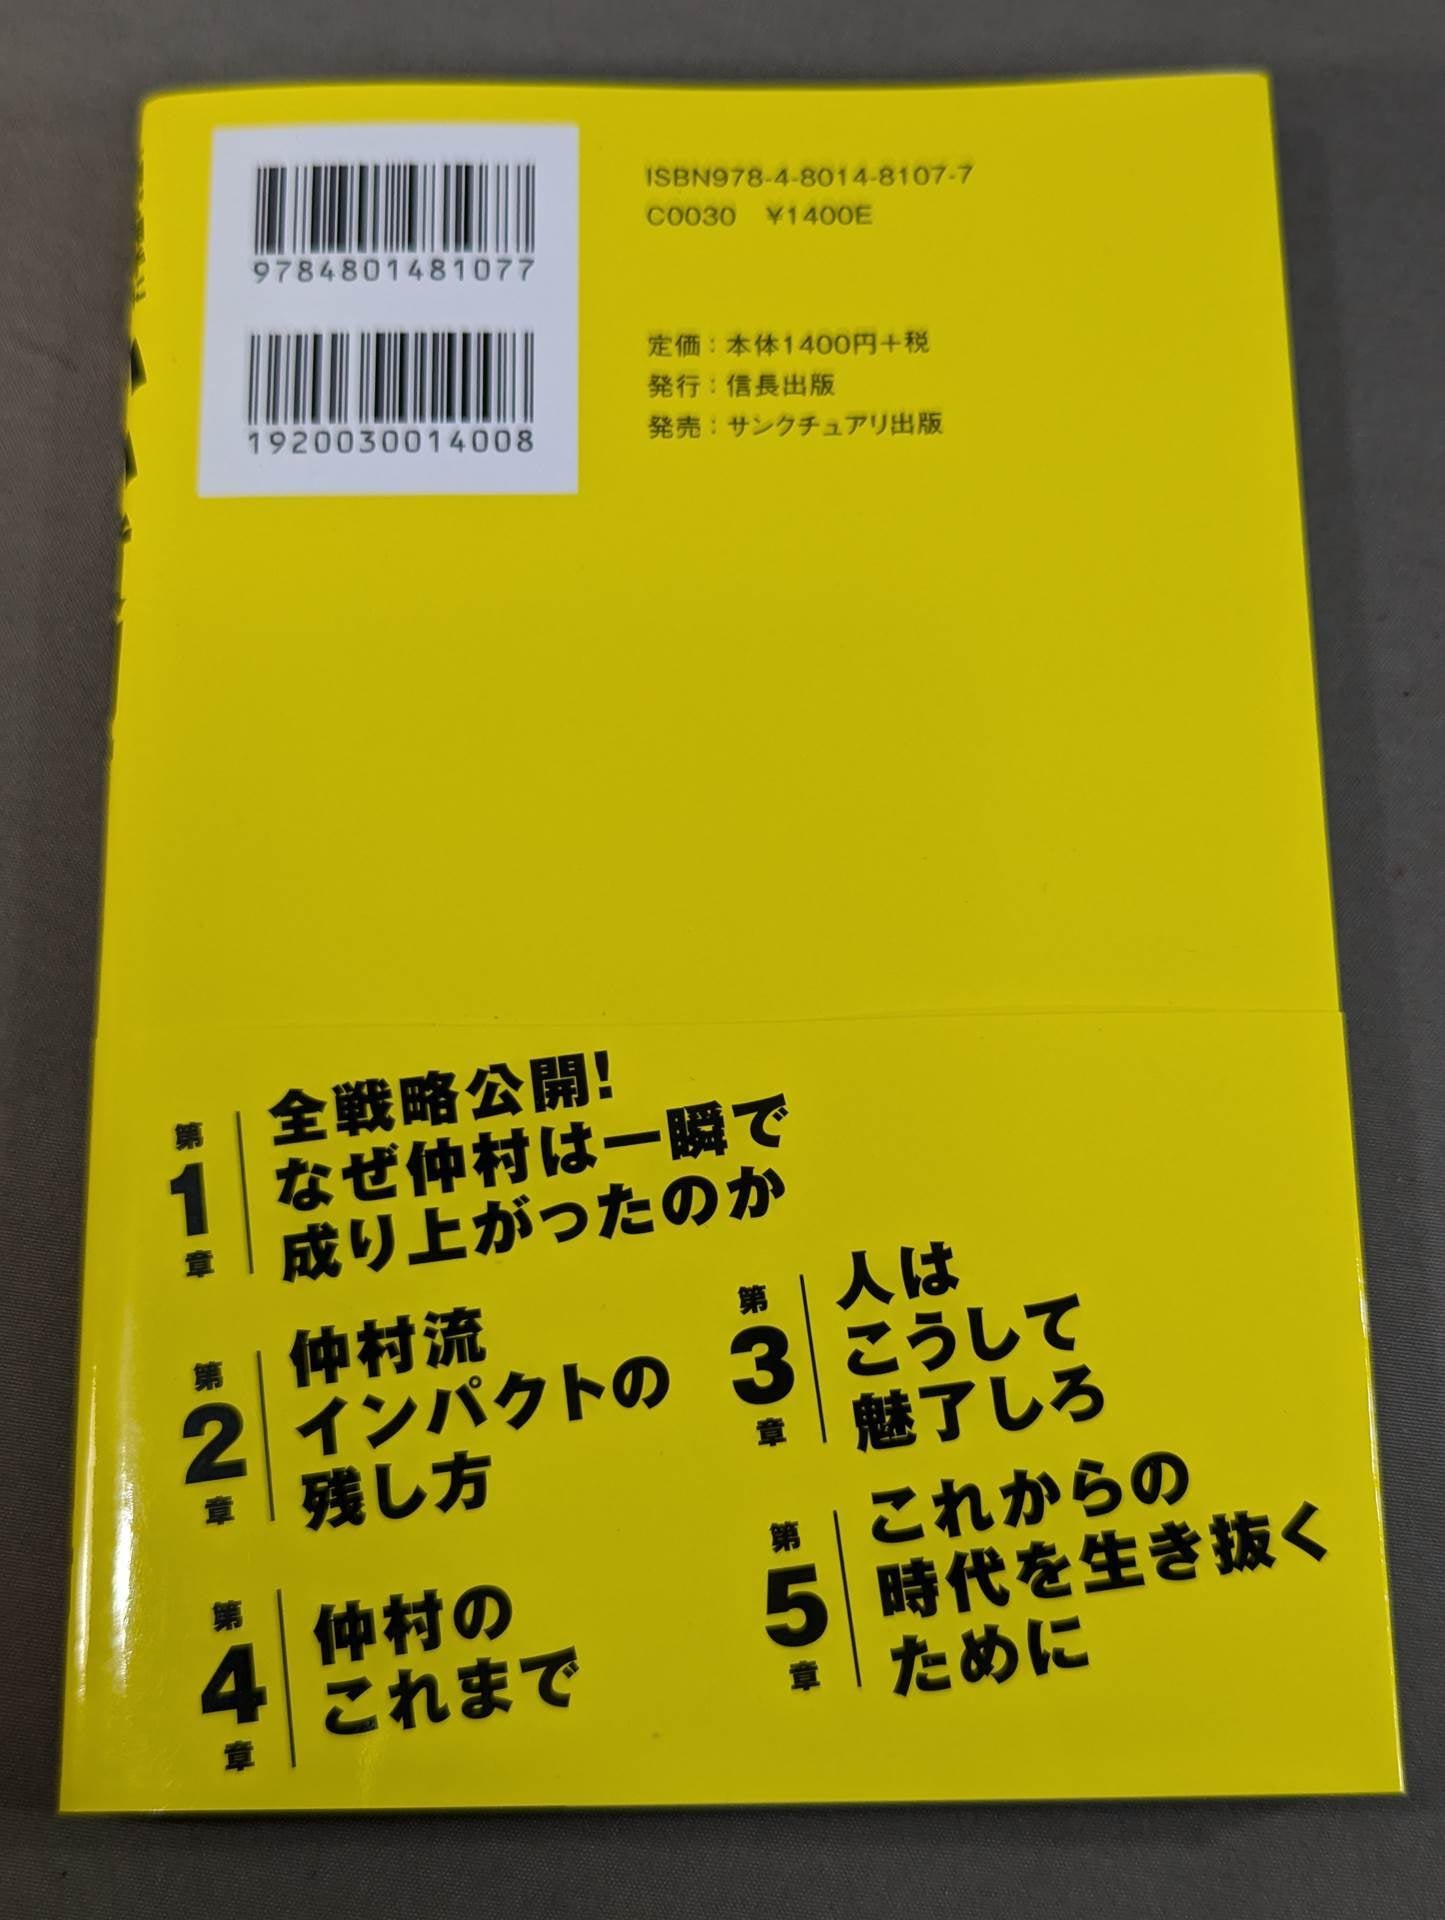 9784801481077
1920030014008
ISBN978-4-8014-8107-7
C0030 ¥1400E
定価：本体1400円+税
発行：信長出版
発売：サンクチュアリ出版
第1章
全戦略公開!
なぜ仲村は一瞬で
成り上がったのか
第2章
仲村流
インパクトの
残し方
第3章
人は
こうして
魅了しろ
第4章
仲村の
これまで
第5章
これからの
時代を生き抜く
ために